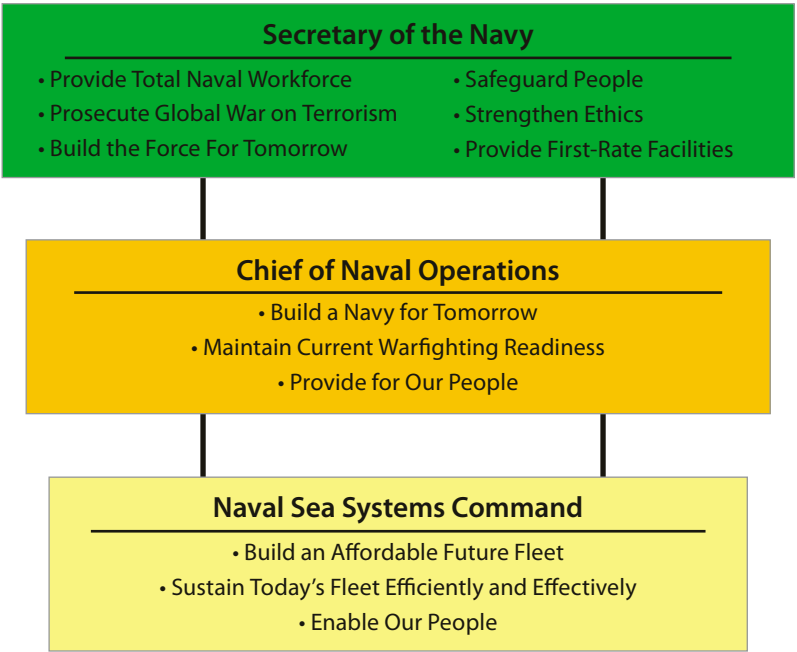 Secretary of the Navy
• Provide Total Naval Workforce
• Prosecute Global War on Terrorism
• Build the Force For Tomorrow
• Safeguard People
• Strengthen Ethics
• Provide First-Rate Facilities
Chief of Naval Operations
• Build a Navy for Tomorrow
• Maintain Current Warfighting Readiness
• Provide for Our People
Naval Sea Systems Command
• Build an Affordable Future Fleet
• Sustain Today's Fleet Efficiently and Effectively
• Enable Our People